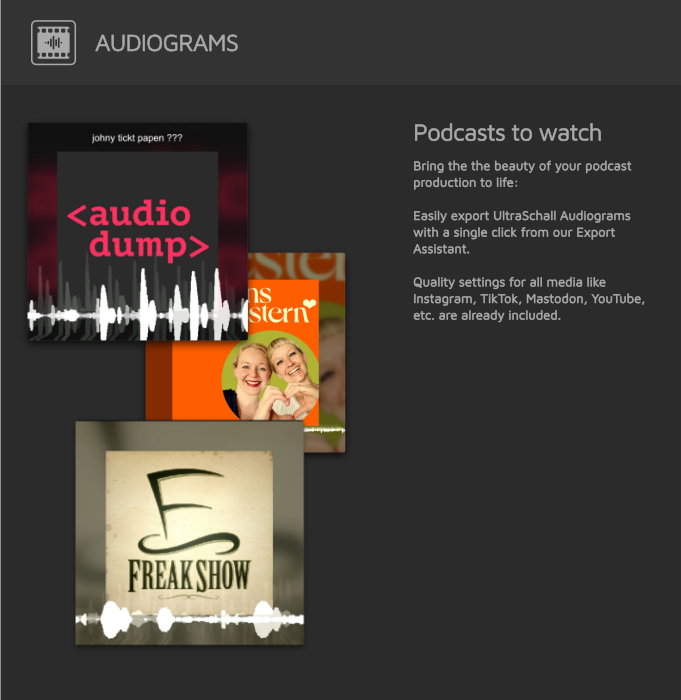 AUDIOGRAMS
johny tickt papen ???
<audio
dump>
stern
Podcasts to watch
Bring the the beauty of your podcast
production to life:
Easily export UltraSchall Audiograms
with a single click from our Export
Assistant.
Quality settings for all media like
Instagram, TikTok, Mastodon, YouTube,
etc. are already included.
FREAK SHOW